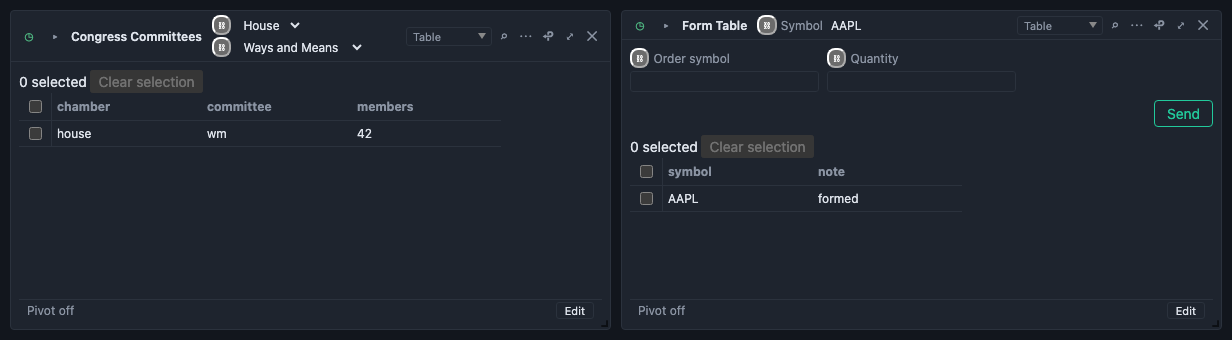 Congress Committees
House
Ways and Means
Table
0 selected Clear selection
chamber committee members
house wm 42
Pivot off Edit
Form Table Symbol AAPL
Table
Order symbol Quantity
Send
0 selected Clear selection
symbol note
AAPL formed
Pivot off Edit